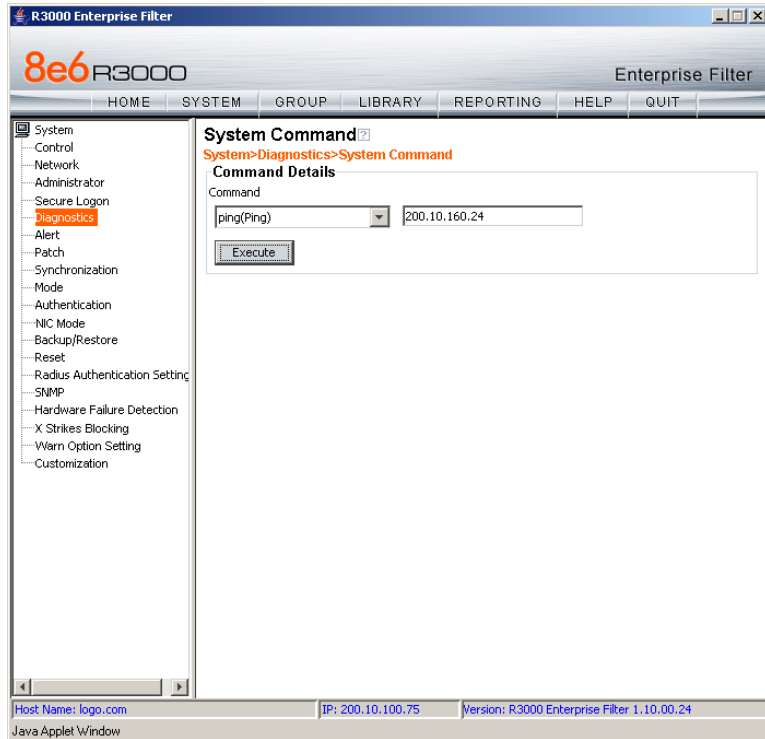 R3000 Enterprise Filter
8e6 R3000
Enterprise Filter
HOME SYSTEM GROUP LIBRARY REPORTING HELP QUIT
System
Control
Network
Administrator
Secure Logon
Diagnostics
Alert
Patch
Synchronization
Mode
Authentication
NIC Mode
Backup/Restore
Reset
Radius Authentication Setting
SNMP
Hardware Failure Detection
X Strikes Blocking
Warn Option Setting
Customization
System Command ?
System>Diagnostics>System Command
Command Details
Command
ping(Ping) 200.10.160.24
Execute
Host Name: logo.com IP: 200.10.100.75 Version: R3000 Enterprise Filter 1.10.00.24
Java Applet Window